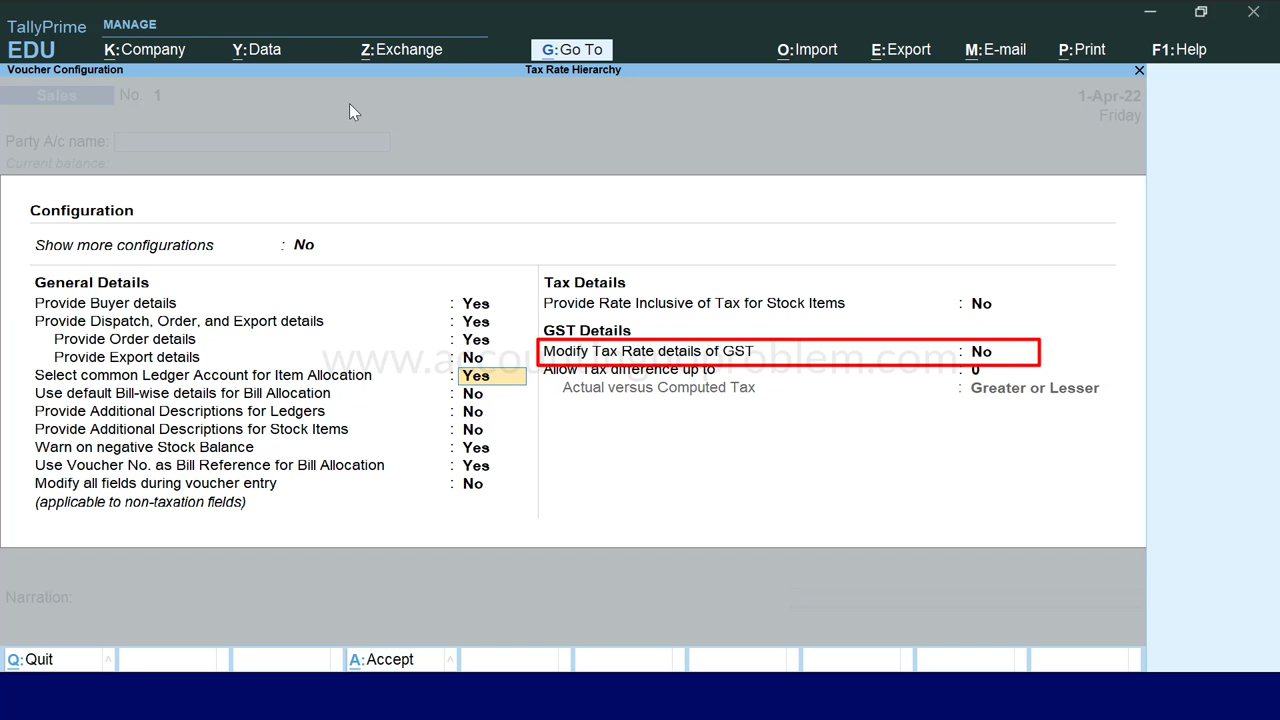 TallyPrime
EDU
MANAGE
K:Company
Y:Data
Z:Exchange
G:Go To
O:Import
E:Export
M:E-mail
P:Print
F1:Help
Voucher Configuration
Tax Rate Hierarchy
Sales
No. 1
1-Apr-22
Friday
Party A/c name:
Current balance:
Configuration
Show more configurations : No
General Details
Provide Buyer details : Yes
Provide Dispatch, Order, and Export details : Yes
Provide Order details : Yes
Provide Export details : No
Select common Ledger Account for Item Allocation : Yes
Use default Bill-wise details for Bill Allocation : No
Provide Additional Descriptions for Ledgers : No
Provide Additional Descriptions for Stock Items : No
Warn on negative Stock Balance : Yes
Use Voucher No. as Bill Reference for Bill Allocation : Yes
Modify all fields during voucher entry : No
(applicable to non-taxation fields)
Tax Details
Provide Rate Inclusive of Tax for Stock Items : No
GST Details
Modify Tax Rate details of GST : No
Allow Tax difference up to : 0
Actual versus Computed Tax : Greater or Lesser
Narration:
Q:Quit
A:Accept